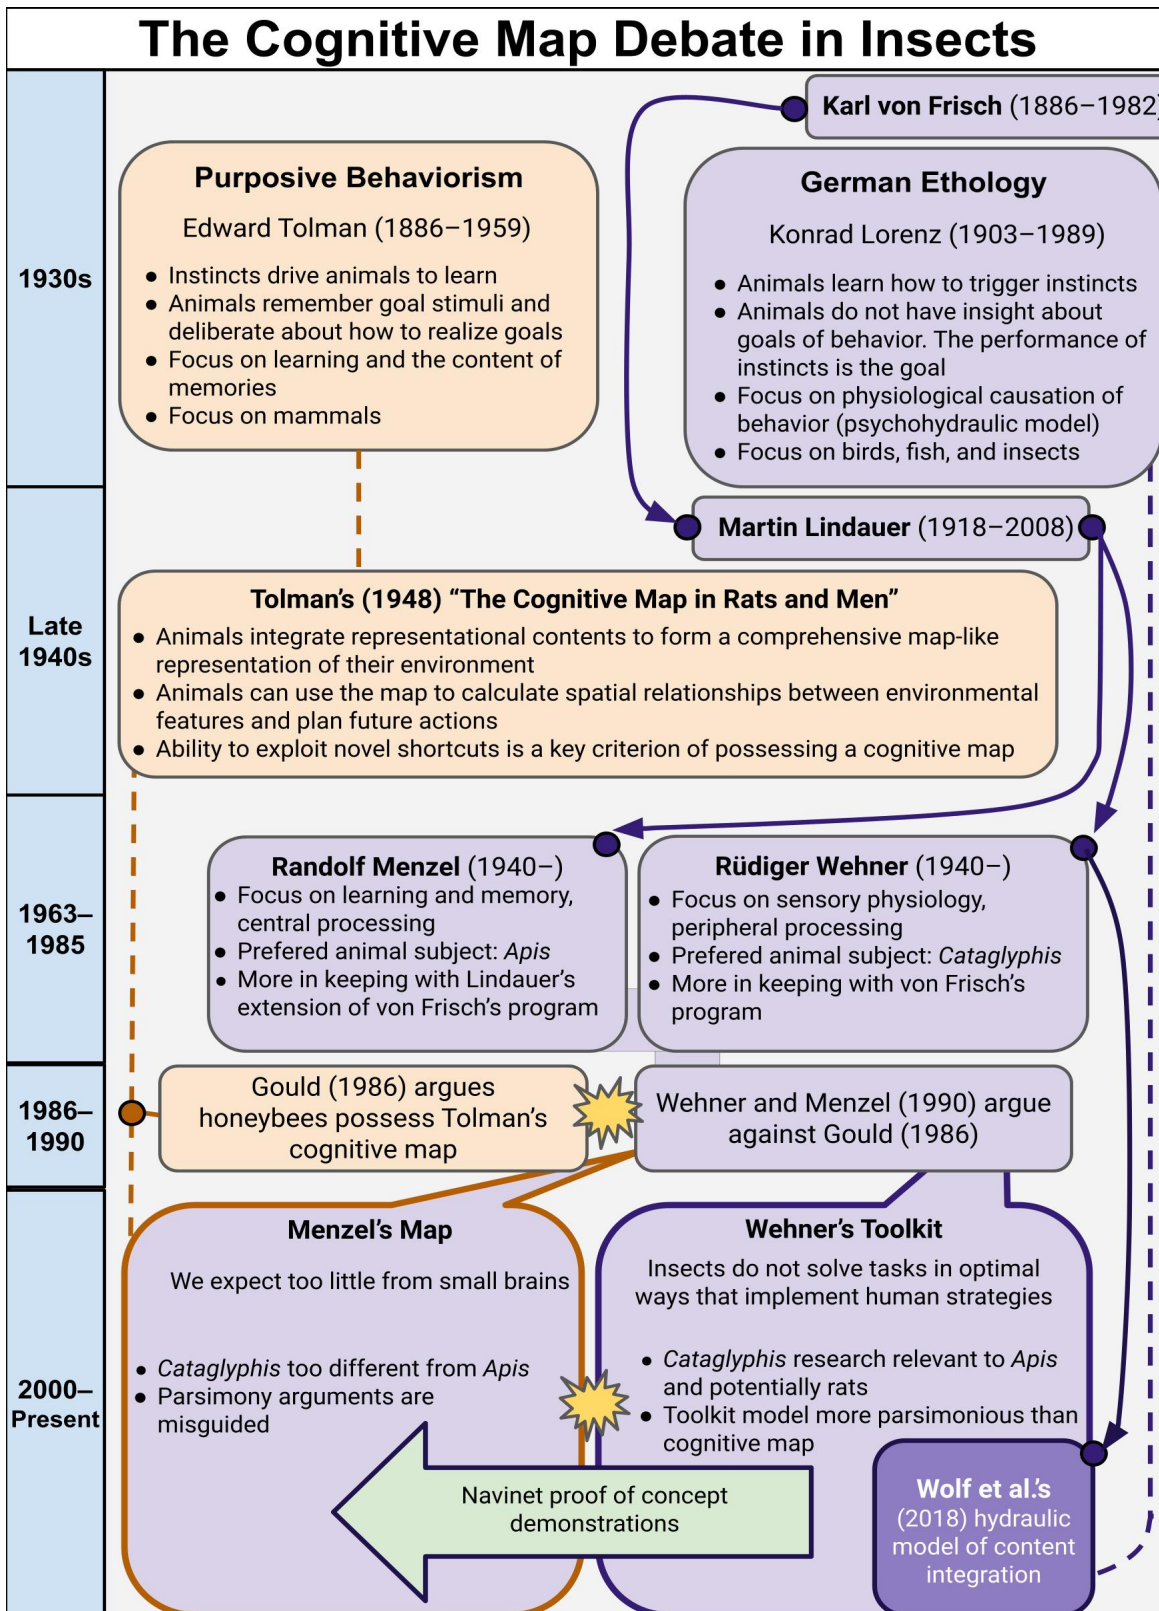 The Cognitive Map Debate in Insects
Karl von Frisch (1886–1982)
1930s
Purposive Behaviorism
Edward Tolman (1886–1959)
● Instincts drive animals to learn
● Animals remember goal stimuli and
deliberate about how to realize goals
● Focus on learning and the content of
memories
● Focus on mammals
German Ethology
Konrad Lorenz (1903–1989)
● Animals learn how to trigger instincts
● Animals do not have insight about
goals of behavior. The performance of
instincts is the goal
● Focus on physiological causation of
behavior (psychohydraulic model)
● Focus on birds, fish, and insects
Martin Lindauer (1918–2008)
Late
1940s
Tolman’s (1948) “The Cognitive Map in Rats and Men”
● Animals integrate representational contents to form a comprehensive map-like
representation of their environment
● Animals can use the map to calculate spatial relationships between environmental
features and plan future actions
● Ability to exploit novel shortcuts is a key criterion of possessing a cognitive map
1963–
1985
Randolf Menzel (1940–)
● Focus on learning and memory,
central processing
● Prefered animal subject: Apis
● More in keeping with Lindauer’s
extension of von Frisch’s program
Rüdiger Wehner (1940–)
● Focus on sensory physiology,
peripheral processing
● Prefered animal subject: Cataglyphis
● More in keeping with von Frisch’s
program
1986–
1990
Gould (1986) argues
honeybees possess Tolman’s
cognitive map
Wehner and Menzel (1990) argue
against Gould (1986)
2000–
Present
Menzel’s Map
We expect too little from small brains
● Cataglyphis too different from Apis
● Parsimony arguments are
misguided
Wehner’s Toolkit
Insects do not solve tasks in optimal
ways that implement human strategies
● Cataglyphis research relevant to Apis
and potentially rats
● Toolkit model more parsimonious than
cognitive map
Navinet proof of concept
demonstrations
Wolf et al.’s
(2018) hydraulic
model of content
integration